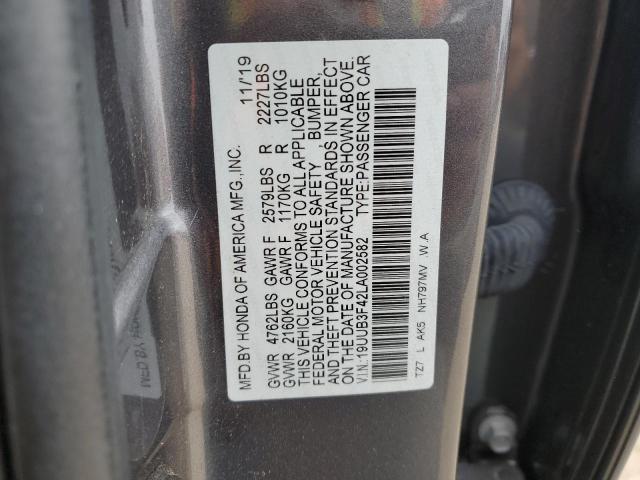 MFD.BY HONDA OF AMERICA MFG.,INC. 11/19
GVWR 4762LBS GAWR F 2579LBS R 2227LBS
GVWR 2160KG GAWR F 1170KG R 1010KG
THIS VEHICLE CONFORMS TO ALL APPLICABLE
FEDERAL MOTOR VEHICLE SAFETY, BUMPER,
AND THEFT PREVENTION STANDARDS IN EFFECT
ON THE DATE OF MANUFACTURE SHOWN ABOVE.
V.I.N.:19UUB3F42LA002582 TYPE:PASSENGER CAR
TZ7 L AK5 NH797MV W.A